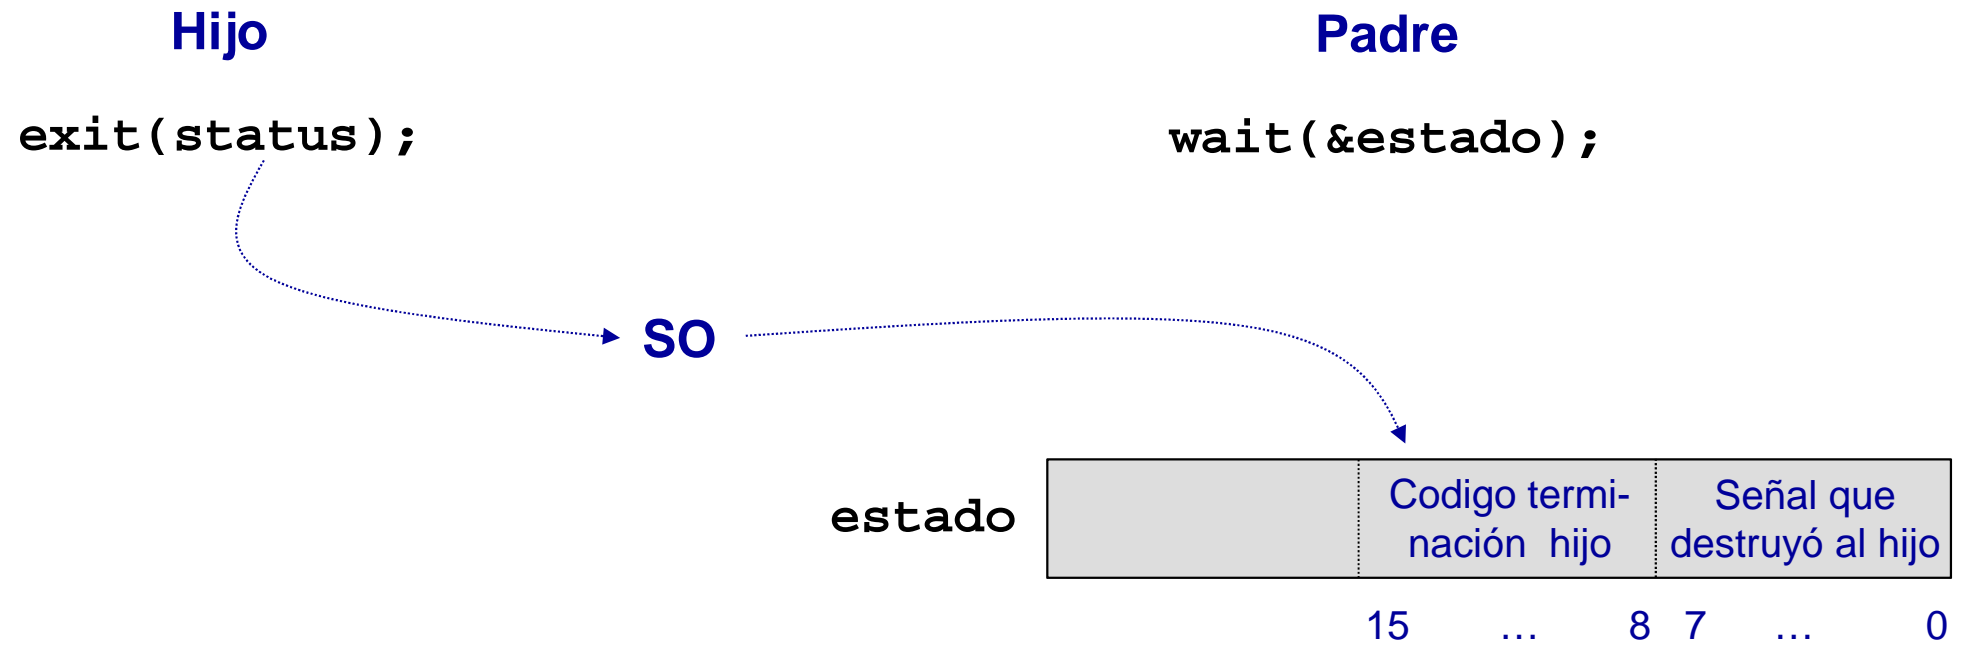 Hijo
Padre
exit(status);
wait(&estado);
SO
estado
Codigo termi-
nación hijo
Señal que
destruyó al hijo
15 … 8 7 … 0